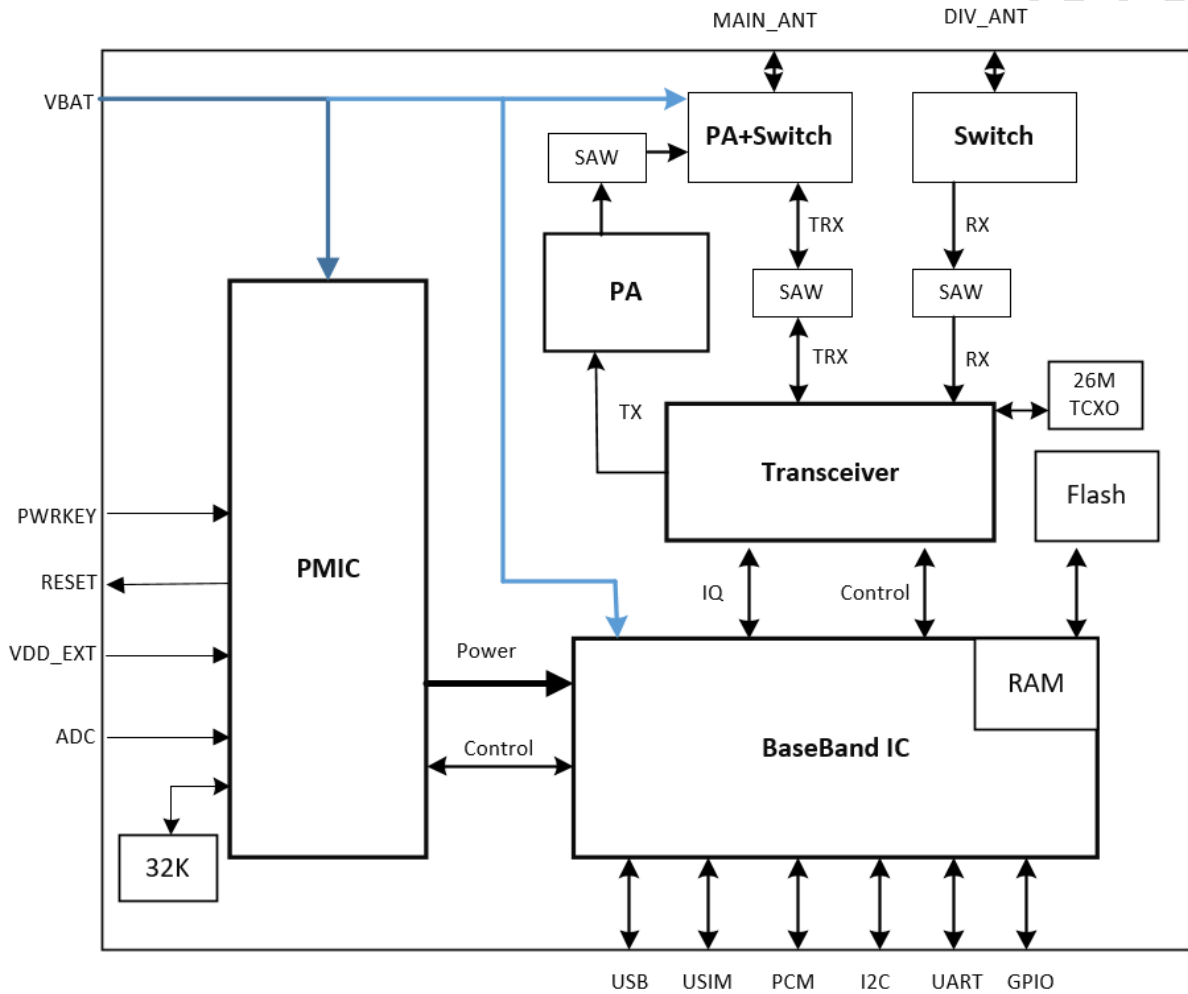 MAIN_ANT
DIV_ANT
VBAT
PA+Switch
Switch
SAW
TRX
RX
PA
SAW
SAW
TRX
RX
26M
TCXO
TX
Transceiver
Flash
PWRKEY
PMIC
RESET
IQ
Control
VDD_EXT
Power
RAM
ADC
Control
BaseBand IC
32K
USB
USIM
PCM
I2C
UART
GPIO